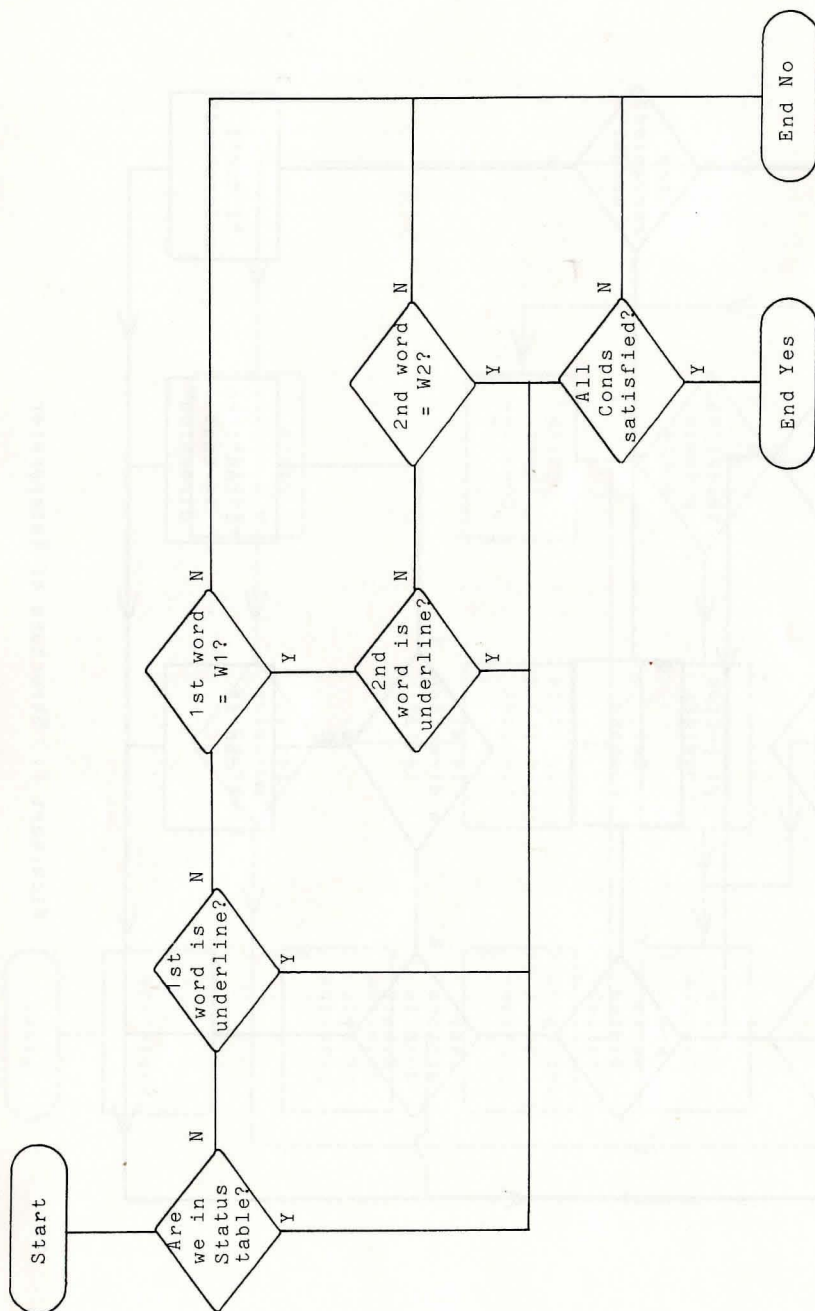 Start
Are
we in
Status
table?
N
Y
1st
word is
underline?
N
Y
1st word
= W1?
N
Y
2nd
word is
underline?
N
Y
2nd word
= W2?
N
Y
All
Conds
satisfied?
N
Y
End Yes
End No